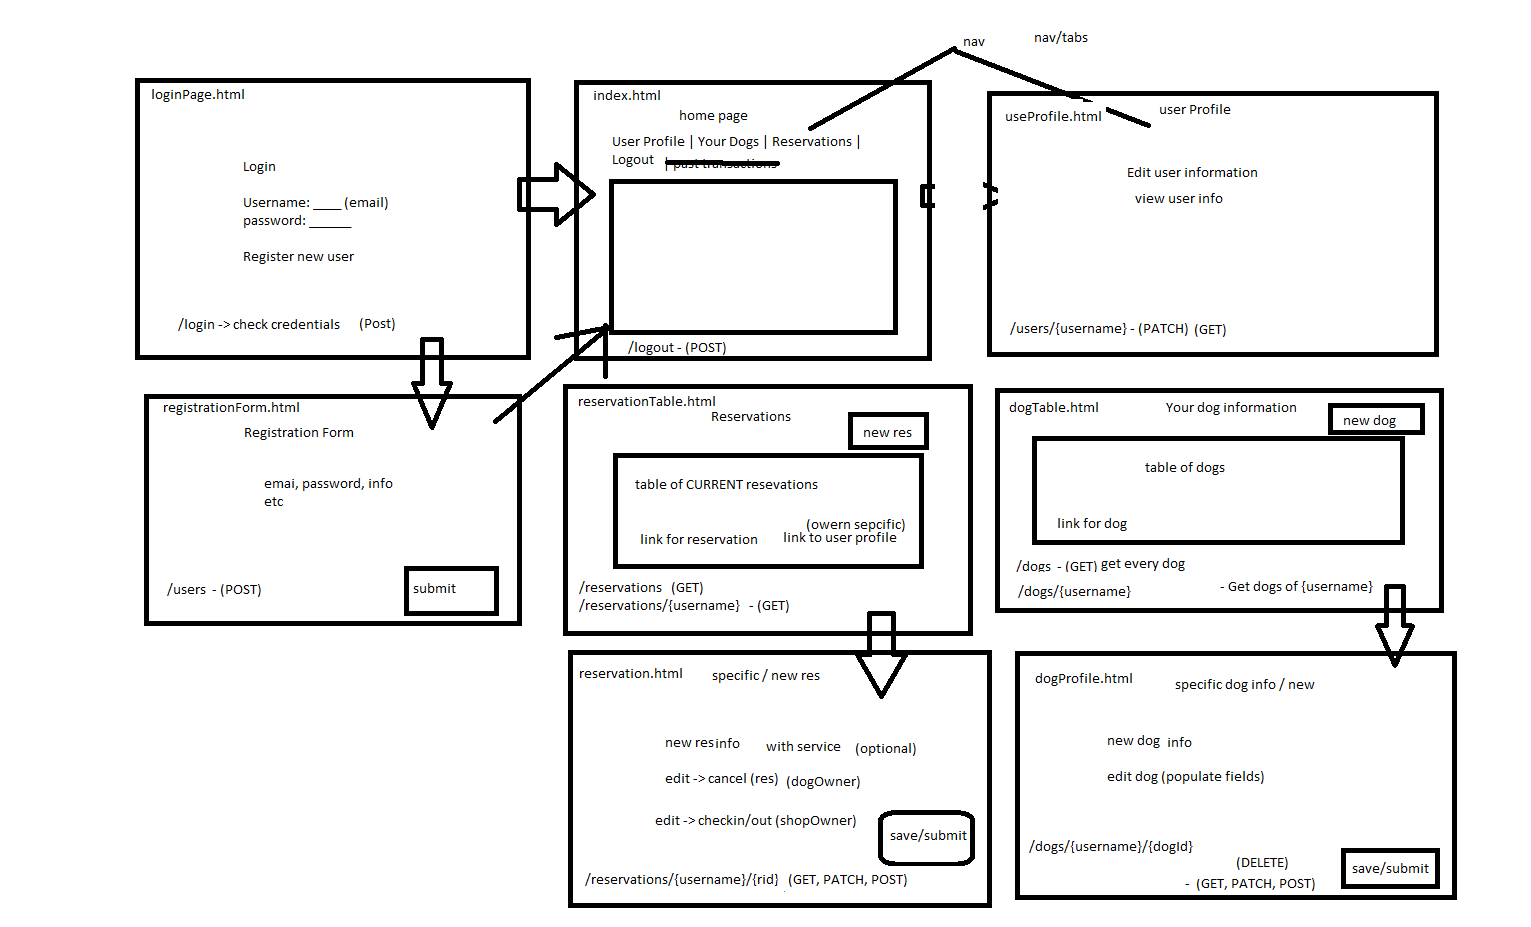 nav
nav/tabs
loginPage.html
Login
Username: ____ (email)
password: ______
Register new user
/login -> check credentials (Post)
index.html
home page
User Profile | Your Dogs | Reservations |
Logout | past transactions
/logout - (POST)
useProfile.html
user Profile
Edit user information
view user info
/users/{username} - (PATCH) (GET)
registrationForm.html
Registration Form
emai, password, info
etc
/users - (POST)
submit
reservationTable.html
Reservations
new res
table of CURRENT resevations
(owern sepcific)
link for reservation link to user profile
/reservations (GET)
/reservations/{username} - (GET)
dogTable.html
Your dog information
new dog
table of dogs
link for dog
/dogs - (GET) get every dog
/dogs/{username} - Get dogs of {username}
reservation.html
specific / new res
new res info with service (optional)
edit -> cancel (res) (dogOwner)
edit -> checkin/out (shopOwner)
save/submit
/reservations/{username}/{rid} (GET, PATCH, POST)
dogProfile.html
specific dog info / new
new dog info
edit dog (populate fields)
/dogs/{username}/{dogId}
(DELETE)
- (GET, PATCH, POST)
save/submit